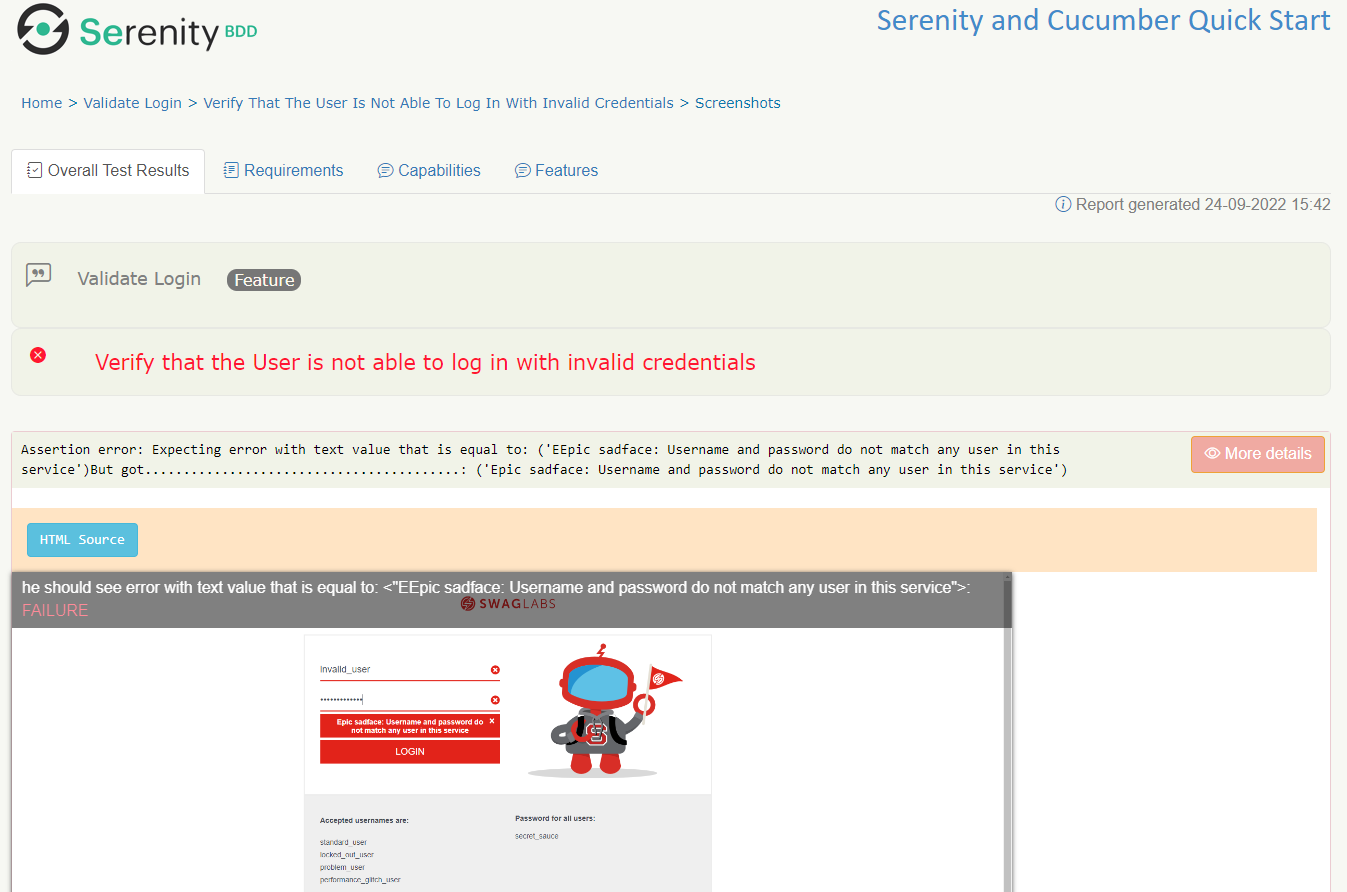 Serenity BDD
Serenity and Cucumber Quick Start
Home > Validate Login > Verify That The User Is Not Able To Log In With Invalid Credentials > Screenshots
Overall Test Results Requirements Capabilities Features
Report generated 24-09-2022 15:42
Validate Login Feature
Verify that the User is not able to log in with invalid credentials
Assertion error: Expecting error with text value that is equal to: ('EEpic sadface: Username and password do not match any user in this
service')But got.........................................: ('Epic sadface: Username and password do not match any user in this service')
More details
HTML Source
he should see error with text value that is equal to: <"EEpic sadface: Username and password do not match any user in this service">:
FAILURE
SWAGLABS
Invalid_user
Epic sadface: Username and password do
not match any user in this service
LOGIN
Accepted usernames are:
standard_user
locked_out_user
problem_user
performance_glitch_user
Password for all users:
secret_sauce